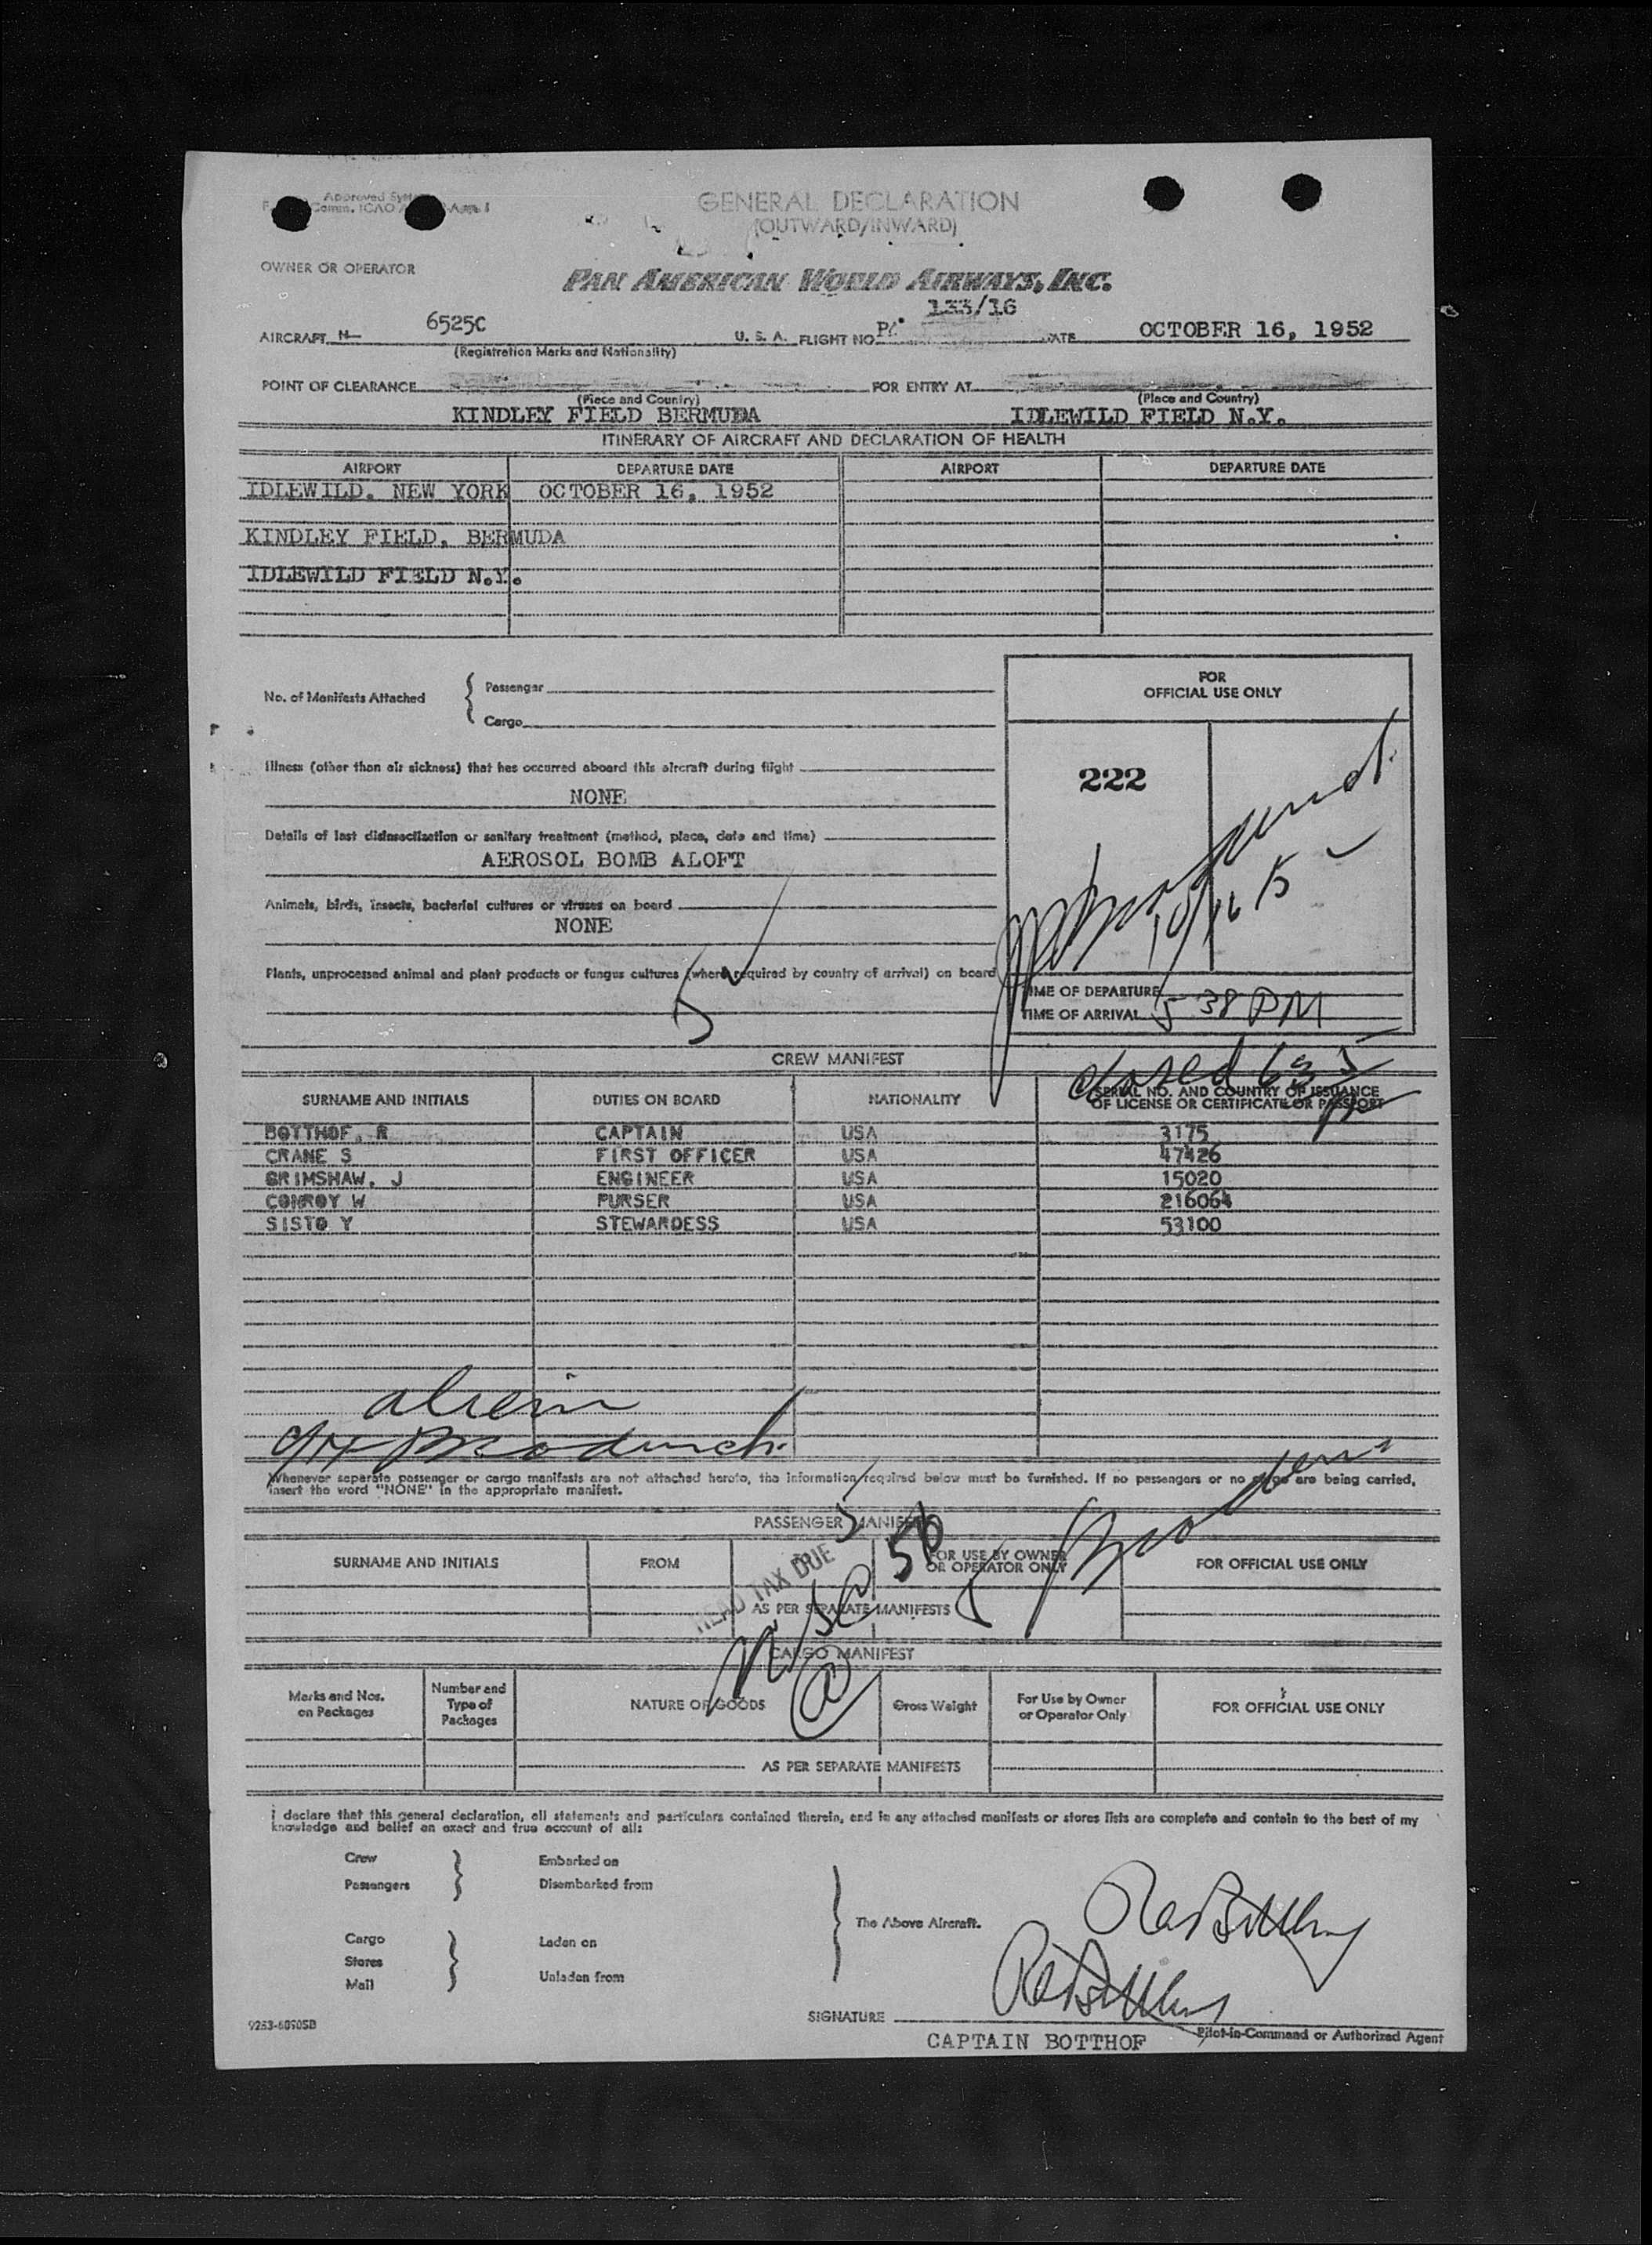 Approved
Comm. ICAO
GENERAL DECLARATION
(OUTWARD/INWARD)
OWNER OR OPERATOR
PAN AMERICAN WORLD AIRWAYS, INC.
133/16
AIRCRAFT N 6525C U. S. A. FLIGHT NO. DATE OCTOBER 16, 1952
(Registration Marks and Nationality)
POINT OF CLEARANCE FOR ENTRY AT
(Place and Country) (Place and Country)
KINDLEY FIELD BERMUDA IDLEWILD FIELD N.Y.
ITINERARY OF AIRCRAFT AND DECLARATION OF HEALTH
AIRPORT DEPARTURE DATE AIRPORT DEPARTURE DATE
IDLEWILD, NEW YORK OCTOBER 16, 1952
KINDLEY FIELD, BERMUDA
IDLEWILD FIELD N.Y.
FOR
OFFICIAL USE ONLY
No. of Manifests Attached { Passenger
Cargo
222
Illness (other than air sickness) that has occurred aboard this aircraft during flight
NONE
Details of last disinsectization or sanitary treatment (method, place, date and time)
AEROSOL BOMB ALOFT
Animals, birds, insects, bacterial cultures or viruses on board
NONE
Plants, unprocessed animal and plant products or fungus cultures (where required by country of arrival) on board
TIME OF DEPARTURE
TIME OF ARRIVAL 5 38 PM
CREW MANIFEST
closed
SURNAME AND INITIALS DUTIES ON BOARD NATIONALITY SERIAL NO. AND COUNTRY OF ISSUANCE
OF LICENSE OR CERTIFICATE OR PASSPORT
BOTTHOF, R CAPTAIN USA 3175
CRANE S FIRST OFFICER USA 47426
GRIMSHAW, J ENGINEER USA 15020
CONROY W PURSER USA 216064
SISTO Y STEWARDESS USA 53100
Whenever separate passenger or cargo manifests are not attached hereto, the information required below must be furnished. If no passengers or no cargo are being carried,
insert the word "NONE" in the appropriate manifest.
PASSENGER MANIFEST
SURNAME AND INITIALS FROM FOR USE BY OWNER
OR OPERATOR ONLY FOR OFFICIAL USE ONLY
HEAD TAX DUE
56
AS PER SEPARATE MANIFESTS
CARGO MANIFEST
Marks and Nos.
on Packages
Number and
Type of
Packages
NATURE OF GOODS
Gross Weight
For Use by Owner
or Operator Only
FOR OFFICIAL USE ONLY
AS PER SEPARATE MANIFESTS
I declare that this general declaration, all statements and particulars contained therein, and in any attached manifests or stores lists are complete and contain to the best of my
knowledge and belief an exact and true account of all:
Crew } Embarked on
Passengers Disembarked from
The Above Aircraft.
Cargo Laden on
Stores }
Mail Unladen from
SIGNATURE
CAPTAIN BOTTHOF Pilot-in-Command or Authorized Agent
9283-60905B